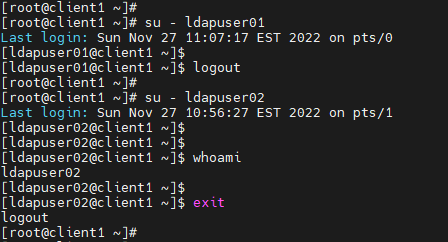 [root@client1 ~]#
[root@client1 ~]# su - ldapuser01
Last login: Sun Nov 27 11:07:17 EST 2022 on pts/0
[ldapuser01@client1 ~]$
[ldapuser01@client1 ~]$ logout
[root@client1 ~]#
[root@client1 ~]# su - ldapuser02
Last login: Sun Nov 27 10:56:27 EST 2022 on pts/1
[ldapuser02@client1 ~]$
[ldapuser02@client1 ~]$
[ldapuser02@client1 ~]$ whoami
ldapuser02
[ldapuser02@client1 ~]$
[ldapuser02@client1 ~]$ exit
logout
[root@client1 ~]#